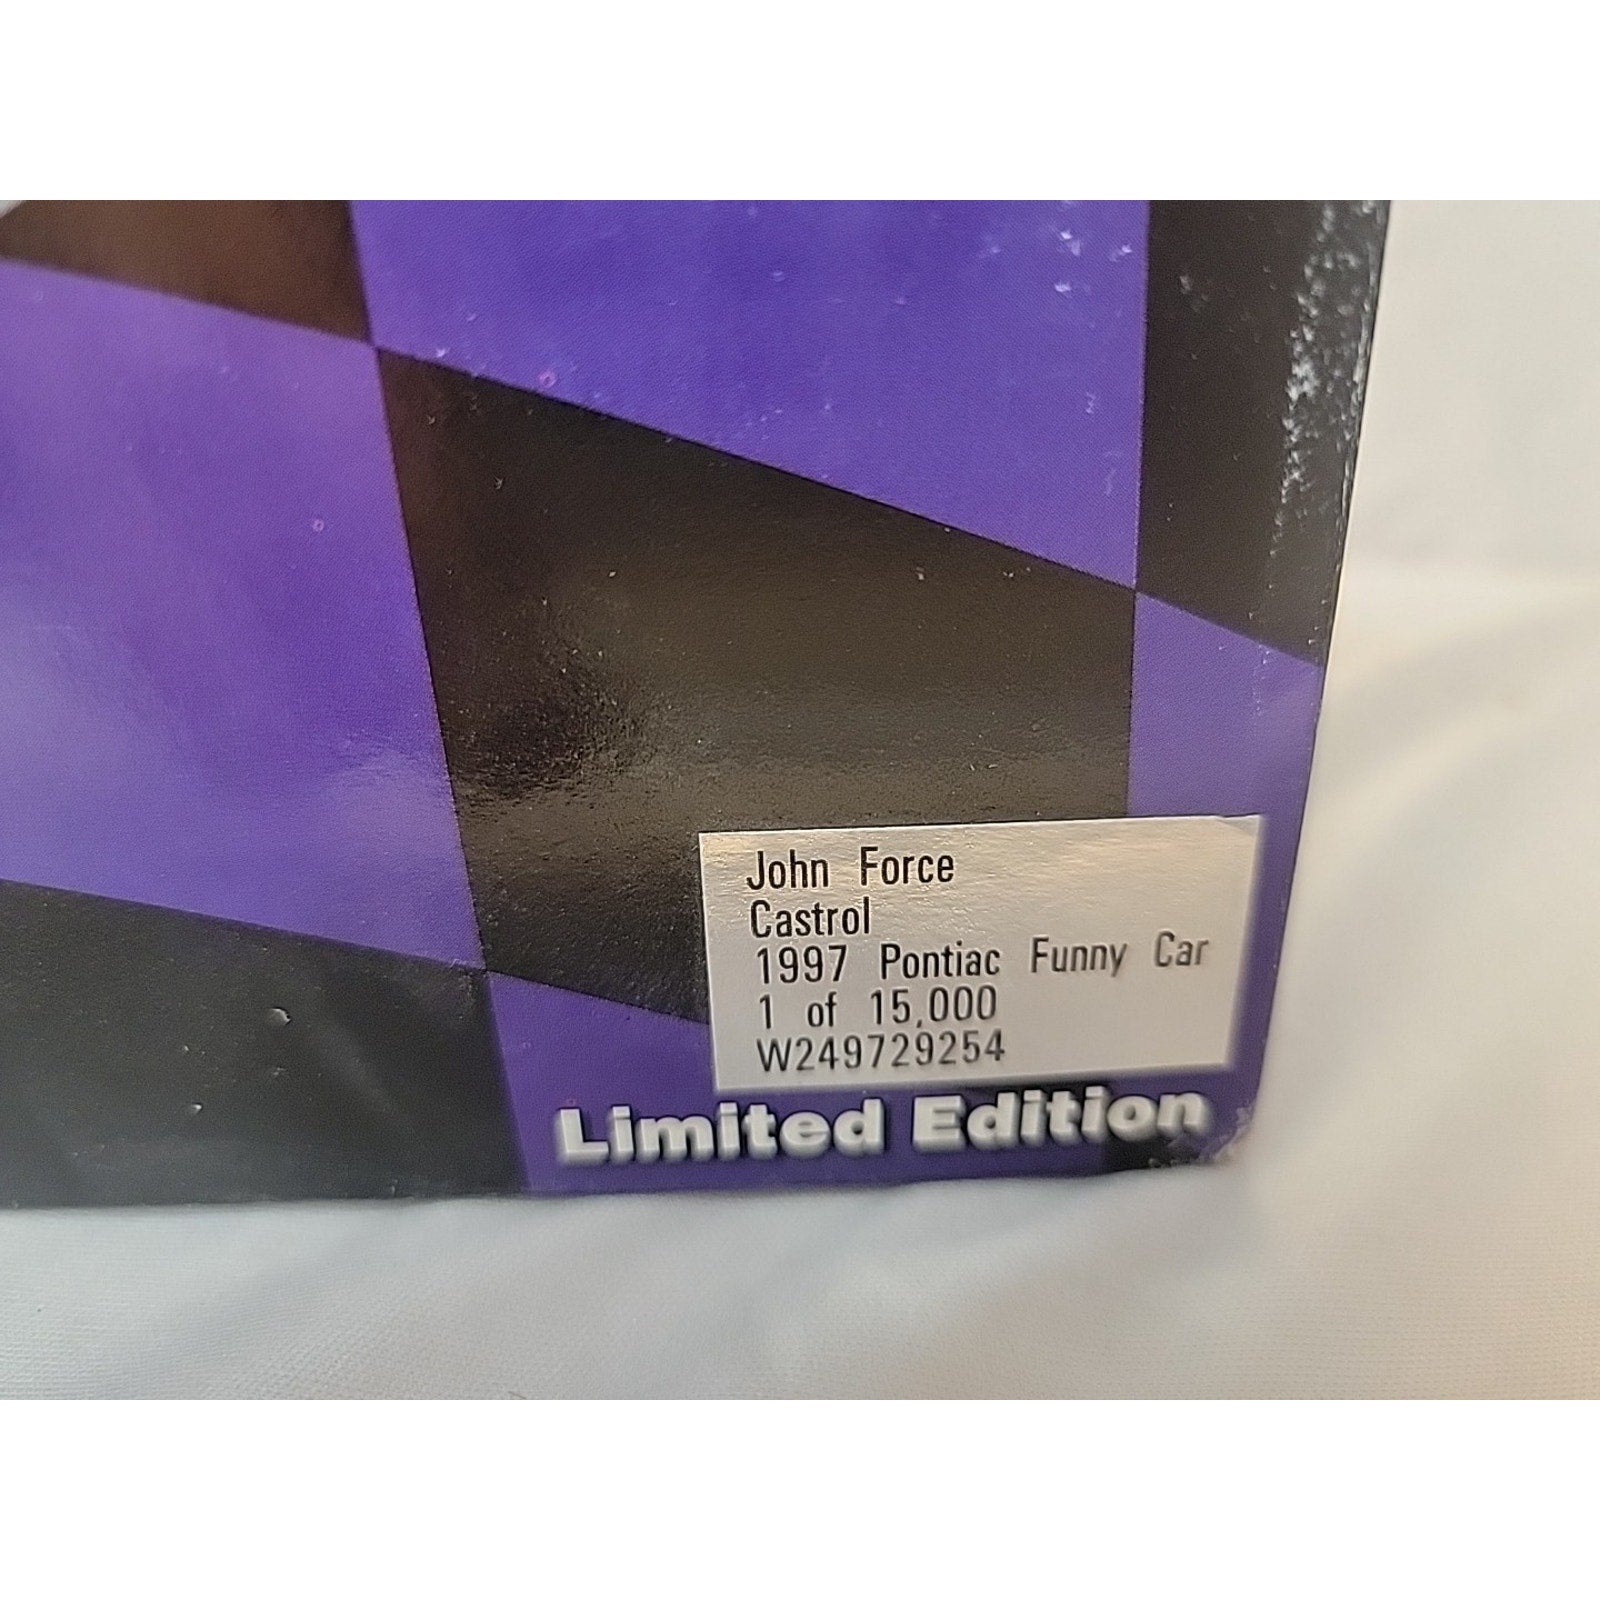 John Force
Castrol
1997 Pontiac Funny Car
1 of 15,000
W249729254
Limited Edition